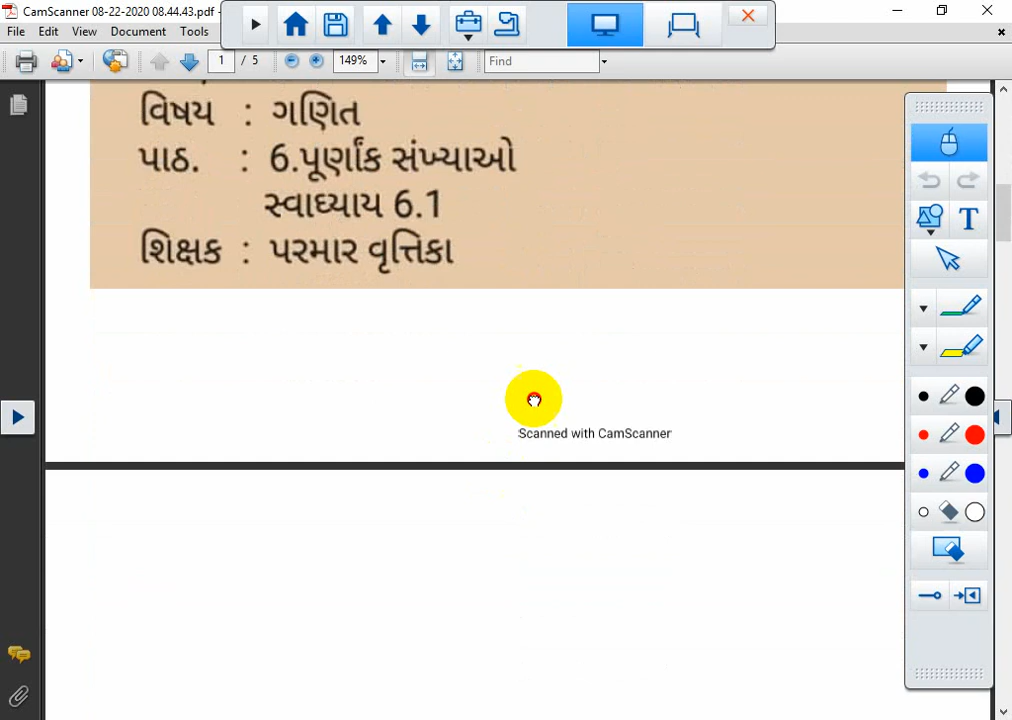 CamScanner 08-22-2020 08.44.43.pdf -
File Edit View Document Tools
1 / 5 149% Find
વિષય : ગણિત
પાઠ. : 6.પૂર્ણાંક સંખ્યાઓ
સ્વાધ્યાય 6.1
શિક્ષક : પરમાર વૃત્તિકા
Scanned with CamScanner
T